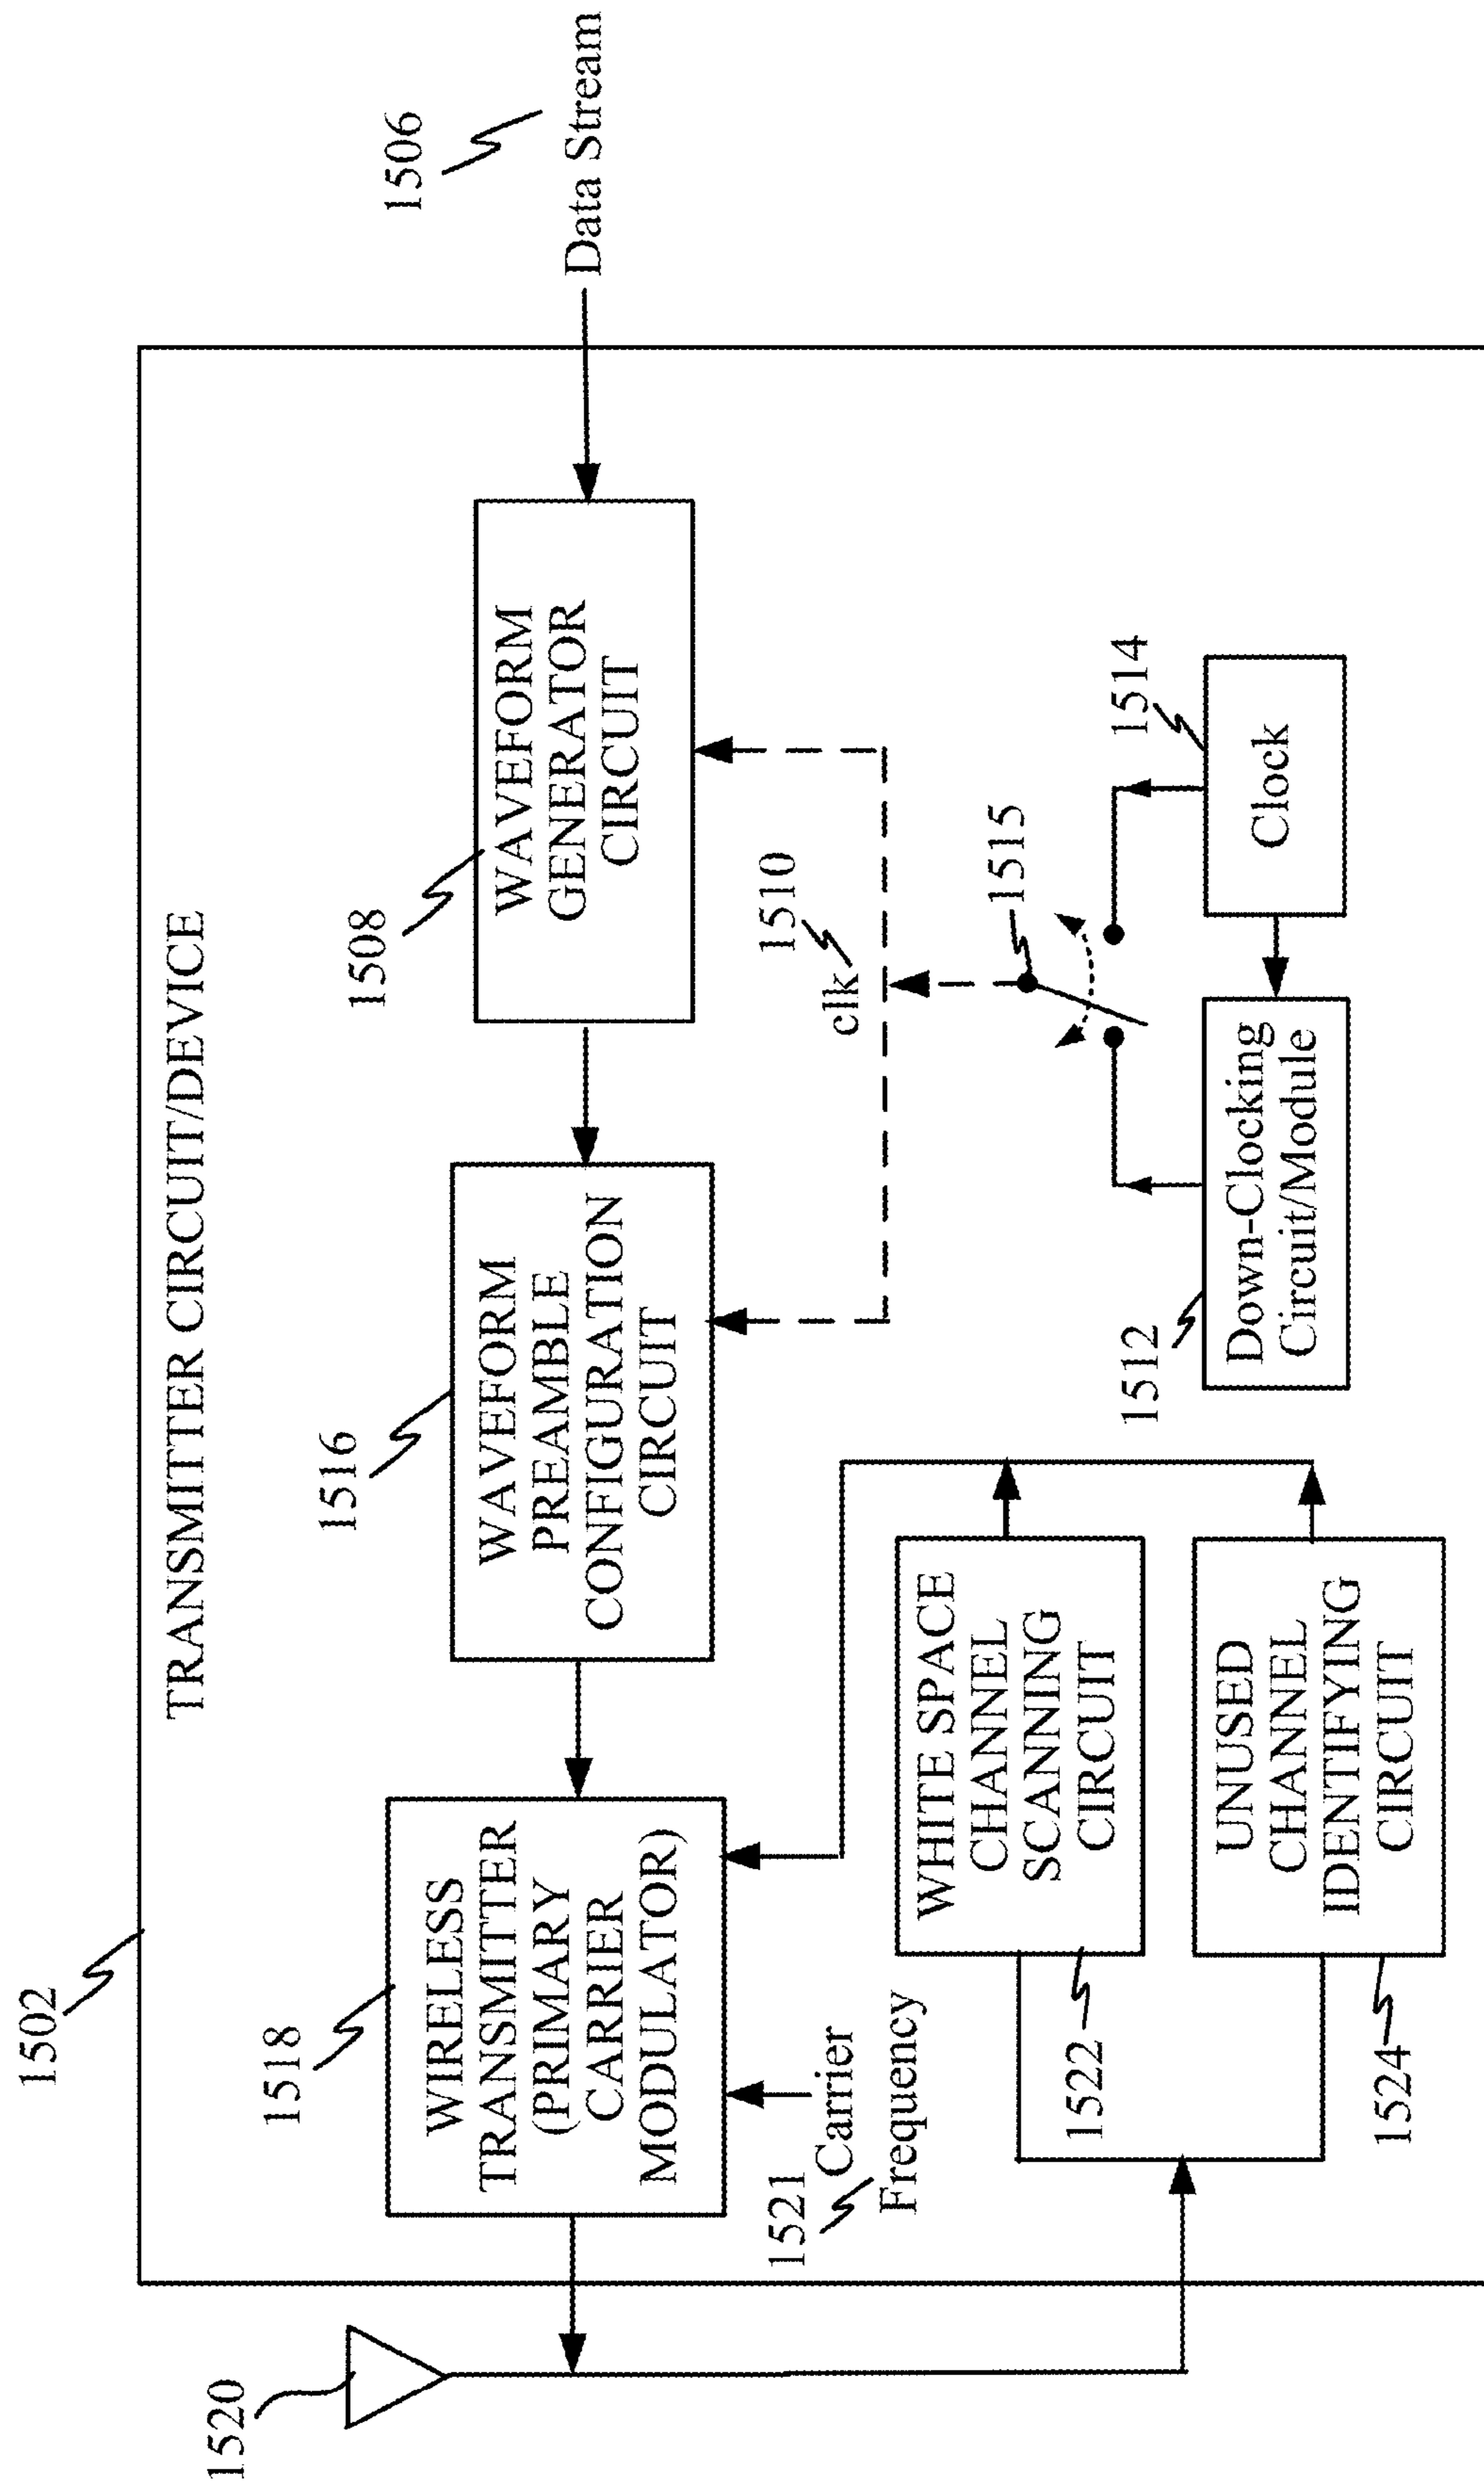 1502
TRANSMITTER CIRCUIT/DEVICE
1506
Data Stream
1508
WAVEFORM
GENERATOR
CIRCUIT
1516
WAVEFORM
PREAMBLE
CONFIGURATION
CIRCUIT
1518
WIRELESS
TRANSMITTER
(PRIMARY
CARRIER
MODULATOR)
1520
1521
Carrier
Frequency
1510
clk
1515
1514
Clock
1512
Down-Clocking
Circuit/Module
WHITE SPACE
CHANNEL
SCANNING
CIRCUIT
1522
UNUSED
CHANNEL
IDENTIFYING
CIRCUIT
1524